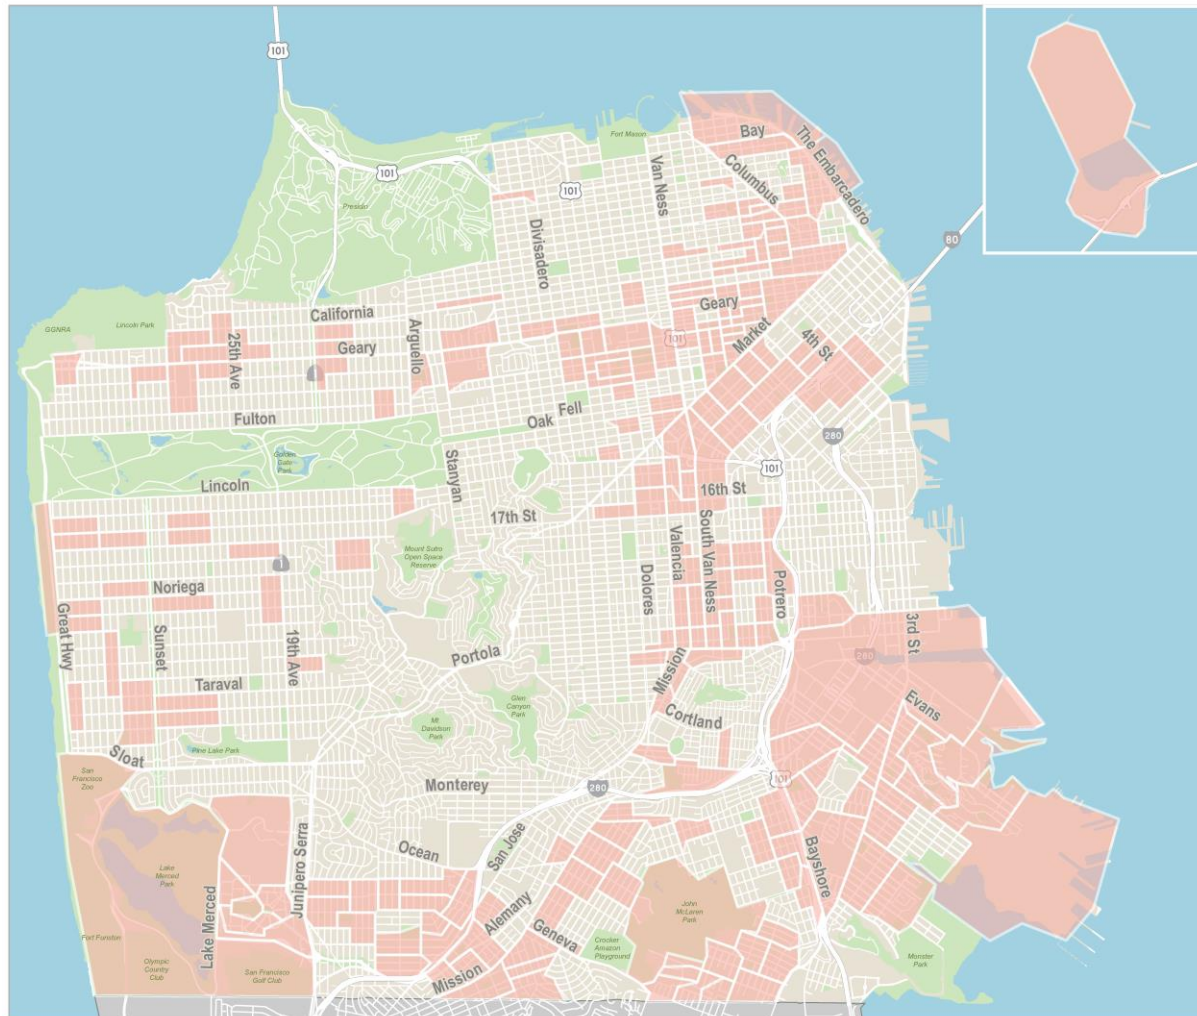 101
Fort Mason
Bay
The Embarcadero
Columbus
Van Ness
101
101
Presidio
Divisadero
80
GGNRA
Lincoln Park
California
Geary
Arguello
Geary
25th Ave
Market
4th St
101
1
Fulton
Oak
Fell
280
Golden
Gate
Park
101
Lincoln
Stanyan
16th St
17th St
Mount Sutro
Open Space
Reserve
Valencia
South Van Ness
1
Noriega
Dolores
Potrero
Great Hwy
Sunset
19th Ave
3rd St
280
Portola
Mission
Taraval
Glen
Canyon
Park
Evans
Mt
Davidson
Park
Cortland
Sloat
Pine Lake Park
San
Francisco
Zoo
Monterey
280
101
Ocean
San Jose
Junipero Serra
Bayshore
Lake
Merced
Park
Alemany
John
McLaren
Park
Lake Merced
Geneva
Fort Funston
Crocker
Amazon
Playground
Monster
Park
Olympic
Country
Club
San Francisco
Golf Club
Mission